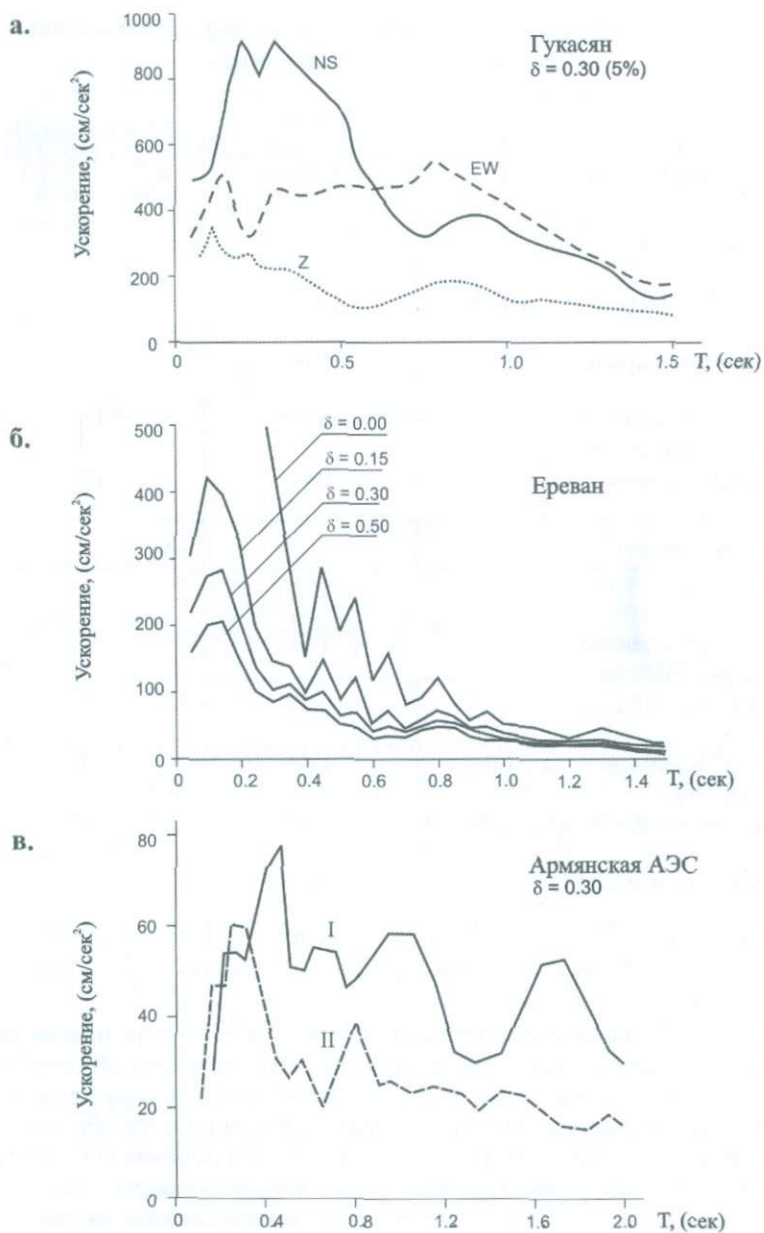 а.
Ускорение, (см/сек²)
1000
800
600
400
200
0
Гукасян
δ = 0.30 (5%)
NS
EW
Z
0
0.5
1.0
1.5
T, (сек)
б.
Ускорение, (см/сек²)
500
400
300
200
100
0
δ = 0.00
δ = 0.15
δ = 0.30
δ = 0.50
Ереван
0
0.2
0.4
0.6
0.8
1.0
1.2
1.4
T, (сек)
в.
Ускорение, (см/сек²)
80
60
40
20
0
Армянская АЭС
δ = 0.30
I
II
0
0.4
0.8
1.2
1.6
2.0
T, (сек)